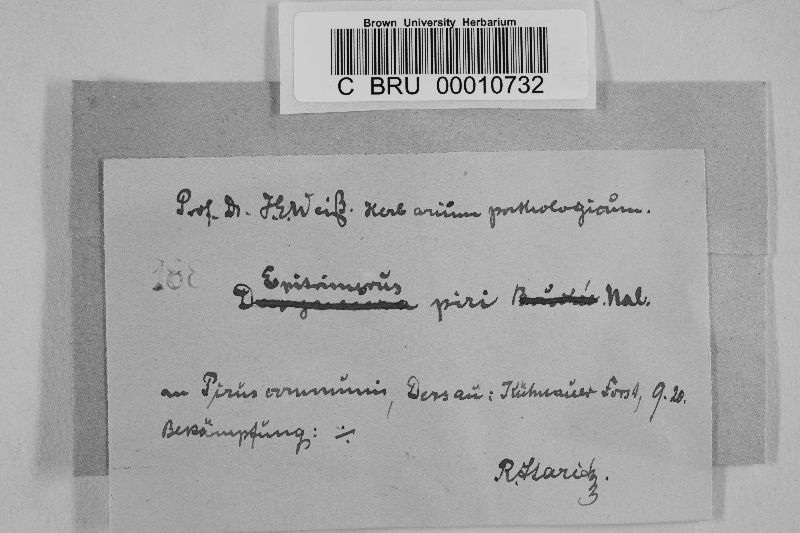 Brown University Herbarium
C BRU 00010732
Prof. Dr. J.E. Weiß. Herbarium pathologicum.
Epitrimerus
piri Nal.
an Pirus communis, Dessau: Kühnauer Forst, 9.20.
Bekämpfung: ÷
R. Staritz.